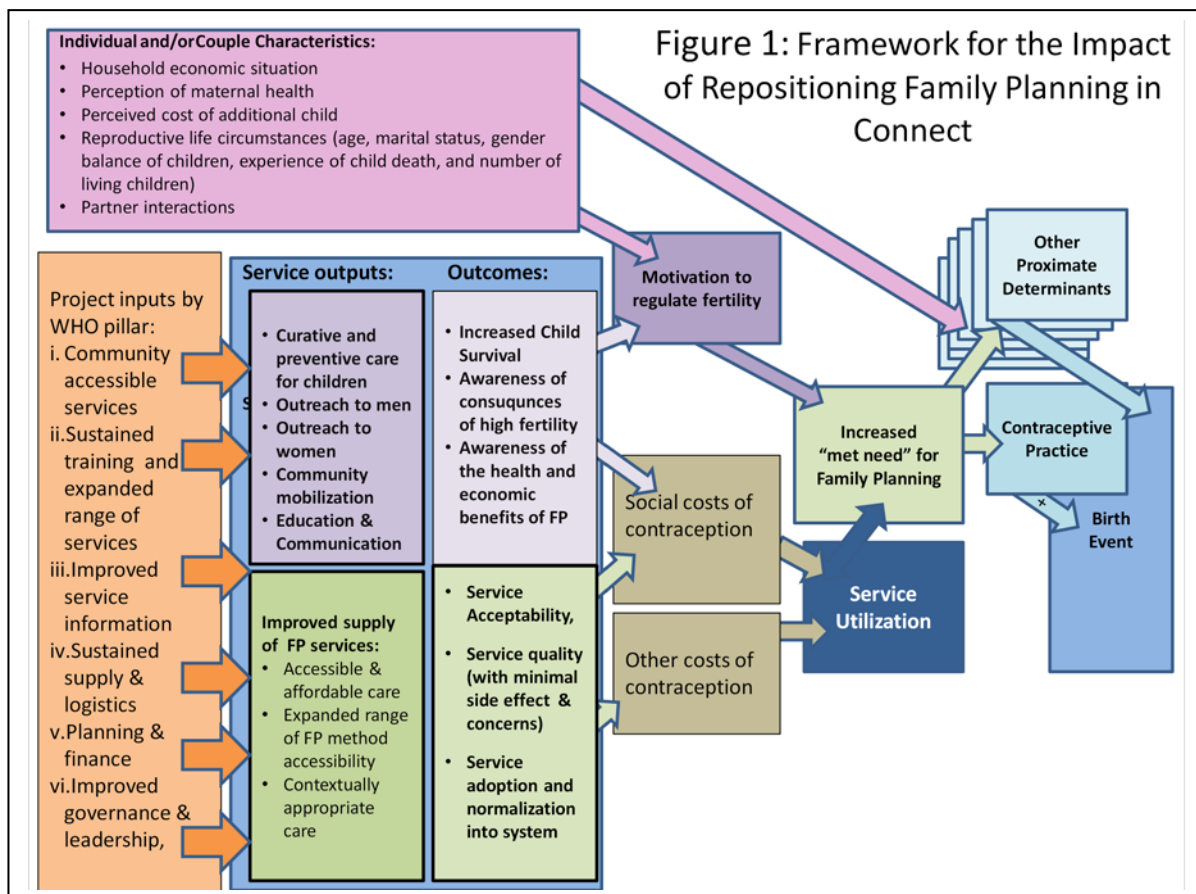 Figure 1: Framework for the Impact
of Repositioning Family Planning in
Connect
Individual and/or Couple Characteristics:
• Household economic situation
• Perception of maternal health
• Perceived cost of additional child
• Reproductive life circumstances (age, marital status, gender
balance of children, experience of child death, and number of
living children)
• Partner interactions
Project inputs by
WHO pillar:
i. Community
accessible
services
ii.Sustained
training and
expanded
range of
services
iii.Improved
service
information
iv.Sustained
supply &
logistics
v.Planning &
finance
vi.Improved
governance &
leadership,
Service outputs:
• Curative and
preventive care
for children
• Outreach to men
• Outreach to
women
• Community
mobilization
• Education &
Communication
Improved supply
of FP services:
• Accessible &
affordable care
• Expanded range
of FP method
accessibility
• Contextually
appropriate
care
Outcomes:
• Increased Child
Survival
• Awareness of
consuqunces
of high fertility
• Awareness of
the health and
economic
benefits of FP
• Service
Acceptability,
• Service quality
(with minimal
side effect &
concerns)
• Service
adoption and
normalization
into system
Motivation to
regulate fertility
Social costs of
contraception
Other costs of
contraception
Increased
“met need” for
Family Planning
Service
Utilization
Other
Proximate
Determinants
Contraceptive
Practice
+
Birth
Event